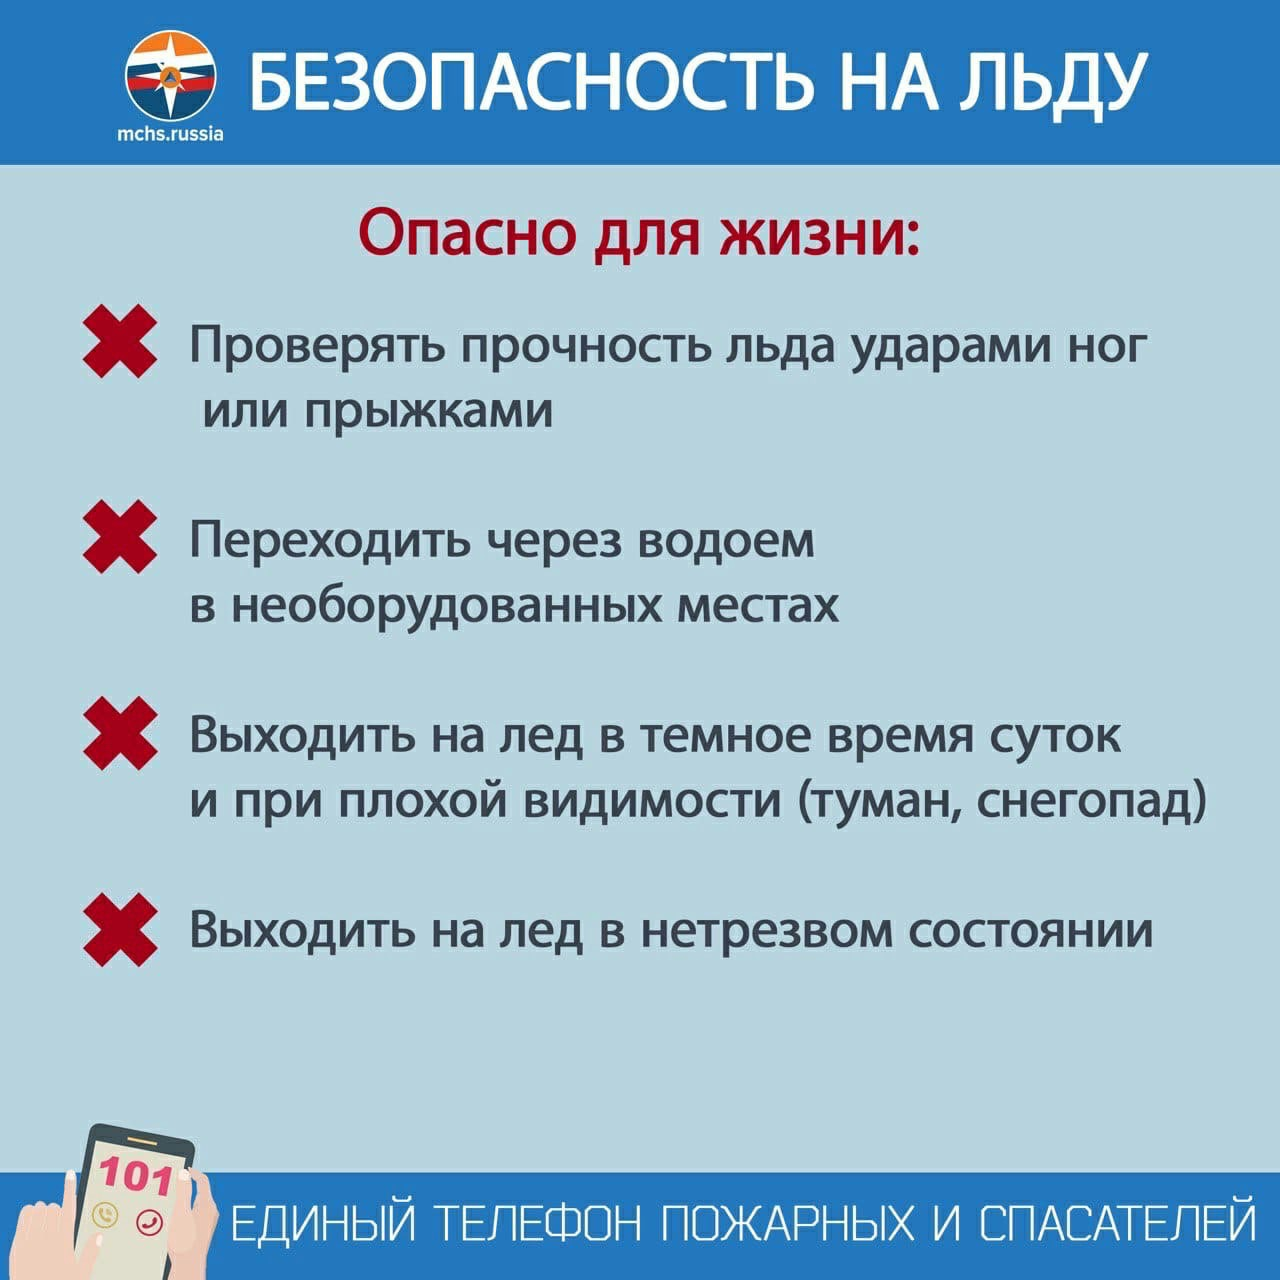 mchs.russia
БЕЗОПАСНОСТЬ НА ЛЬДУ
Опасно для жизни:
Проверять прочность льда ударами ног
или прыжками
Переходить через водоем
в необорудованных местах
Выходить на лед в темное время суток
и при плохой видимости (туман, снегопад)
Выходить на лед в нетрезвом состоянии
101
ЕДИНЫЙ ТЕЛЕФОН ПОЖАРНЫХ И СПАСАТЕЛЕЙ